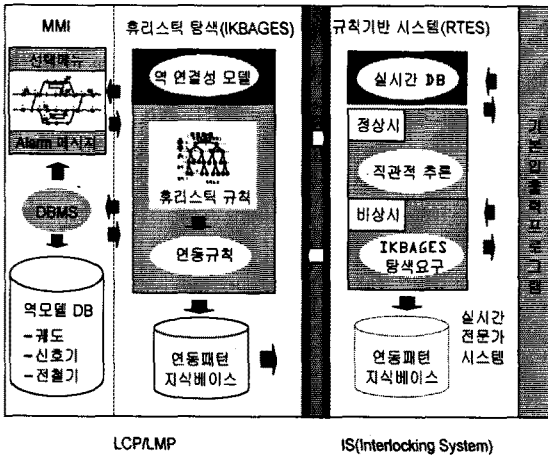 MMI
휴리스틱 탐색(IKBAGES)
규칙기반 시스템(RTES)
선택메뉴
Alarm 메시지
DBMS
역모델 DB
-궤도
-신호기
-전철기
역 연결성 모델
휴리스틱 규칙
연동규칙
연동패턴
지식베이스
실시간 DB
정상시
직관적 추론
비상시
IKBAGES
탐색요구
연동패턴
지식베이스
실시간
전문가
시스템
기본입출력프로그램
LCP/LMP
IS(Interlocking System)